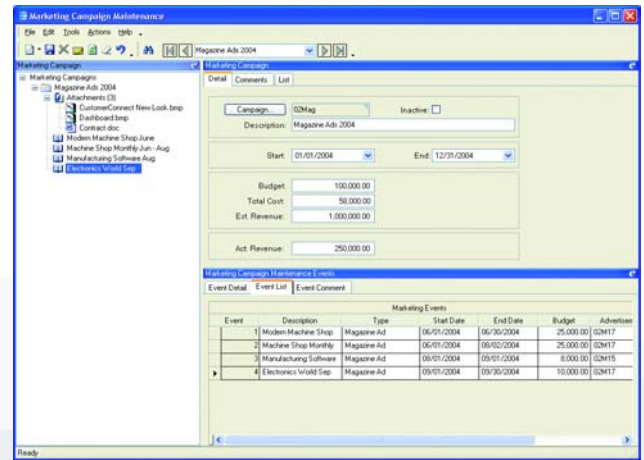 Marketing Campaign Maintenance
File Edit Tools Actions Help
Magazine Ads 2004
Marketing Campaign
Marketing Campaigns
Magazine Ads 2004
Attachments (3)
CustomerConnect New Look.bmp
Dashboard.bmp
Contract.doc
Modern Machine Shop June
Machine Shop Monthly Jun - Aug
Manufacturing Software Aug
Electronics World Sep
Marketing Campaign
Detail Comments List
Campaign... 02Mag Inactive:
Description: Magazine Ads 2004
Start: 01/01/2004 End: 12/31/2004
Budget: 100,000.00
Total Cost: 58,000.00
Est. Revenue: 1,000,000.00
Act. Revenue: 250,000.00
Marketing Campaign Maintenance Events
Event Detail Event List Event Comment
Marketing Events
Event Description Type Start Date End Date Budget Advertisem
1 Modern Machine Shop Magazine Ad 06/01/2004 06/30/2004 25,000.00 02M17
2 Machine Shop Monthly Magazine Ad 06/01/2004 08/02/2004 25,000.00 02M17
3 Manufacturing Software Magazine Ad 08/01/2004 09/01/2004 8,000.00 02M15
4 Electronics World Sep Magazine Ad 09/01/2004 09/30/2004 10,000.00 02M17
Ready